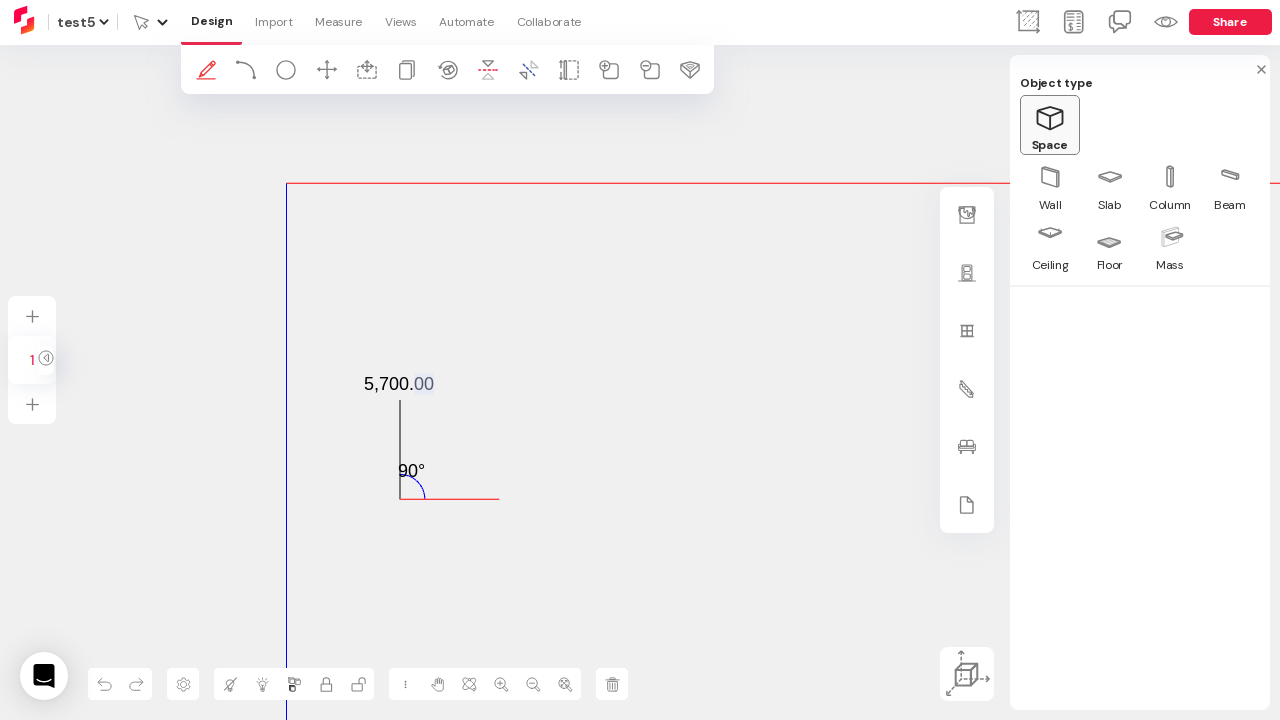 test5
Design
Import
Measure
Views
Automate
Collaborate
Share
Object type
Space
Wall
Slab
Column
Beam
Ceiling
Floor
Mass
1
5,700.00
90°